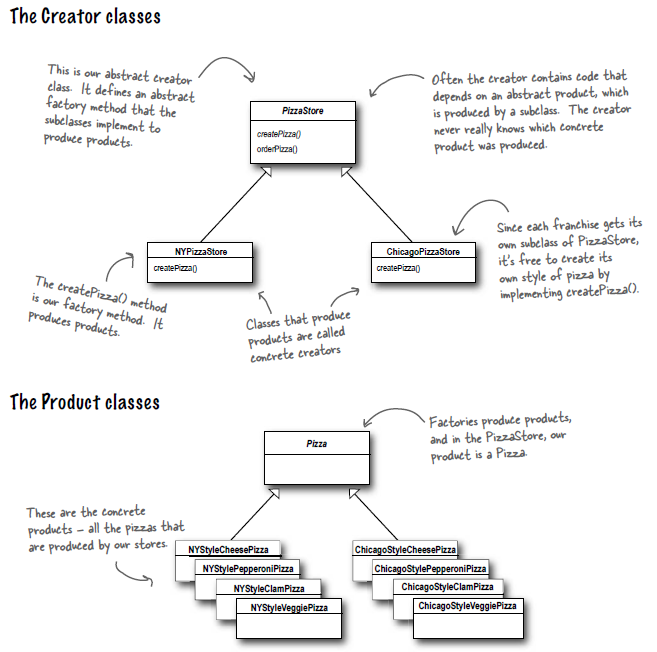 The Creator classes
This is our abstract creator
class. It defines an abstract
factory method that the
subclasses implement to
produce products.
Often the creator contains code that
depends on an abstract product, which
is produced by a subclass. The creator
never really knows which concrete
product was produced.
PizzaStore
createPizza()
orderPizza()
NYPizzaStore
createPizza()
ChicagoPizzaStore
createPizza()
Since each franchise gets its
own subclass of PizzaStore,
it's free to create its
own style of pizza by
implementing createPizza().
The createPizza() method
is our factory method. It
produces products.
Classes that produce
products are called
concrete creators
The Product classes
Factories produce products,
and in the PizzaStore, our
product is a Pizza.
Pizza
These are the concrete
products – all the pizzas that
are produced by our stores.
NYStyleCheesePizza
NYStylePepperoniPizza
NYStyleClamPizza
NYStyleVeggiePizza
ChicagoStyleCheesePizza
ChicagoStylePepperoniPizza
ChicagoStyleClamPizza
ChicagoStyleVeggiePizza